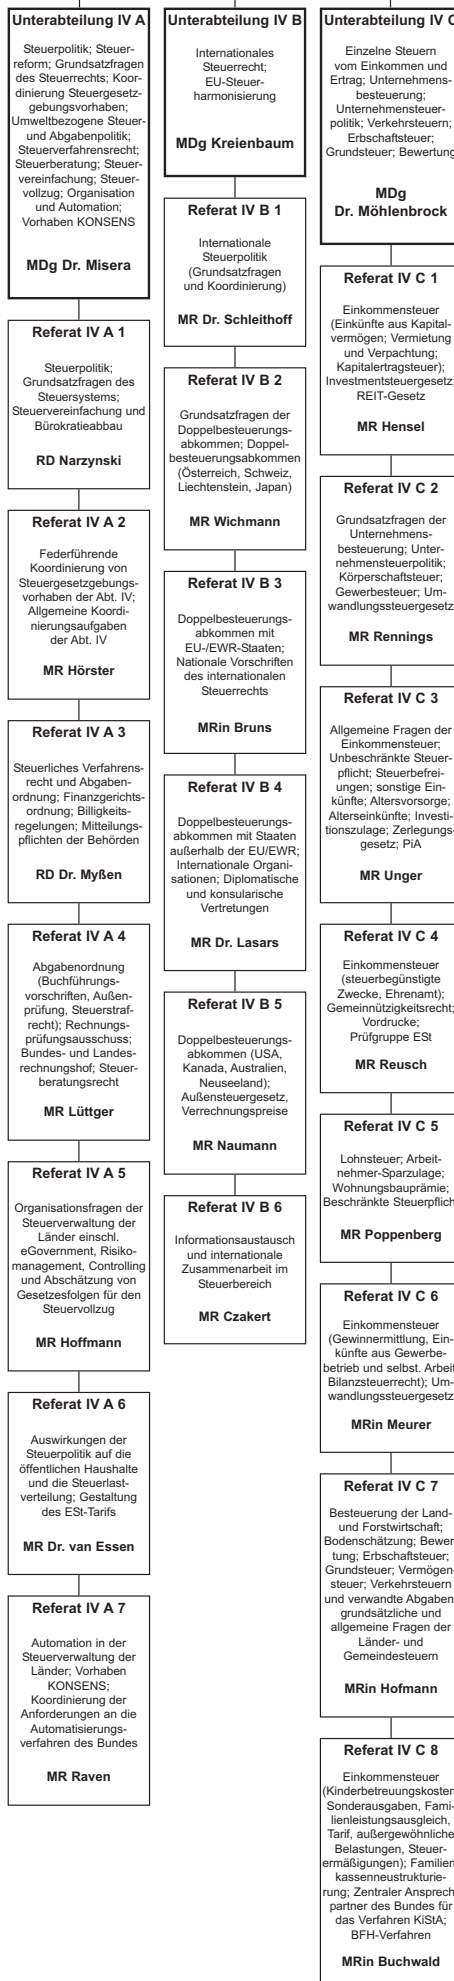 Unterabteilung IV A
Steuerpolitik; Steuer-
reform; Grundsatzfragen
des Steuerrechts; Koor-
dinierung Steuergesetz-
gebungsvorhaben;
Umweltbezogene Steuer-
und Abgabenpolitik;
Steuerverfahrensrecht;
Steuerberatung; Steuer-
vereinfachung; Steuer-
vollzug; Organisation
und Automation;
Vorhaben KONSENS
MDg Dr. Misera
Referat IV A 1
Steuerpolitik;
Grundsatzfragen des
Steuersystems;
Steuervereinfachung und
Bürokratieabbau
RD Narzynski
Referat IV A 2
Federführende
Koordinierung von
Steuergesetzgebungs-
vorhaben der Abt. IV;
Allgemeine Koordi-
nierungsaufgaben
der Abt. IV
MR Hörster
Referat IV A 3
Steuerliches Verfahrens-
recht und Abgaben-
ordnung; Finanzgerichts-
ordnung; Billigkeits-
regelungen; Mitteilungs-
pflichten der Behörden
RD Dr. Myßen
Referat IV A 4
Abgabenordnung
(Buchführungs-
vorschriften, Außen-
prüfung, Steuerstraf-
recht); Rechnungs-
prüfungsausschuss;
Bundes- und Landes-
rechnungshof; Steuer-
beratungsrecht
MR Lüttger
Referat IV A 5
Organisationsfragen der
Steuerverwaltung der
Länder einschl.
eGovernment, Risiko-
management, Controlling
und Abschätzung von
Gesetzesfolgen für den
Steuervollzug
MR Hoffmann
Referat IV A 6
Auswirkungen der
Steuerpolitik auf die
öffentlichen Haushalte
und die Steuerlast-
verteilung; Gestaltung
des ESt-Tarifs
MR Dr. van Essen
Referat IV A 7
Automation in der
Steuerverwaltung der
Länder; Vorhaben
KONSENS;
Koordinierung der
Anforderungen an die
Automatisierungs-
verfahren des Bundes
MR Raven
Unterabteilung IV B
Internationales
Steuerrecht;
EU-Steuer-
harmonisierung
MDg Kreienbaum
Referat IV B 1
Internationale
Steuerpolitik
(Grundsatzfragen
und Koordinierung)
MR Dr. Schleithoff
Referat IV B 2
Grundsatzfragen der
Doppelbesteuerungs-
abkommen; Doppel-
besteuerungsabkommen
(Österreich, Schweiz,
Liechtenstein, Japan)
MR Wichmann
Referat IV B 3
Doppelbesteuerungs-
abkommen mit
EU-/EWR-Staaten;
Nationale Vorschriften
des internationalen
Steuerrechts
MRin Bruns
Referat IV B 4
Doppelbesteuerungs-
abkommen mit Staaten
außerhalb der EU/EWR;
Internationale Organi-
sationen; Diplomatische
und konsularische
Vertretungen
MR Dr. Lasars
Referat IV B 5
Doppelbesteuerungs-
abkommen (USA,
Kanada, Australien,
Neuseeland);
Außensteuergesetz,
Verrechnungspreise
MR Naumann
Referat IV B 6
Informationsaustausch
und internationale
Zusammenarbeit im
Steuerbereich
MR Czakert
Unterabteilung IV C
Einzelne Steuern
vom Einkommen und
Ertrag; Unternehmens-
besteuerung;
Unternehmensteuer-
politik; Verkehrsteuern;
Erbschaftsteuer;
Grundsteuer; Bewertung
MDg
Dr. Möhlenbrock
Referat IV C 1
Einkommensteuer
(Einkünfte aus Kapital-
vermögen; Vermietung
und Verpachtung;
Kapitalertragsteuer);
Investmentsteuergesetz;
REIT-Gesetz
MR Hensel
Referat IV C 2
Grundsatzfragen der
Unternehmens-
besteuerung; Unter-
nehmensteuerpolitik;
Körperschaftsteuer;
Gewerbesteuer; Um-
wandlungssteuergesetz
MR Rennings
Referat IV C 3
Allgemeine Fragen der
Einkommensteuer;
Unbeschränkte Steuer-
pflicht; Steuerbefrei-
ungen; sonstige Ein-
künfte; Altersvorsorge;
Alterseinkünfte; Investi-
tionszulage; Zerlegungs-
gesetz; PiA
MR Unger
Referat IV C 4
Einkommensteuer
(steuerbegünstigte
Zwecke, Ehrenamt);
Gemeinnützigkeitsrecht;
Vordrucke;
Prüfgruppe ESt
MR Reusch
Referat IV C 5
Lohnsteuer; Arbeit-
nehmer-Sparzulage;
Wohnungsbauprämie;
Beschränkte Steuerpflicht
MR Poppenberg
Referat IV C 6
Einkommensteuer
(Gewinnermittlung, Ein-
künfte aus Gewerbe-
betrieb und selbst. Arbeit
Bilanzsteuerrecht); Um-
wandlungssteuergesetz
MRin Meurer
Referat IV C 7
Besteuerung der Land-
und Forstwirtschaft;
Bodenschätzung; Bewer-
tung; Erbschaftsteuer;
Grundsteuer; Vermögen-
steuer; Verkehrsteuern
und verwandte Abgaben
grundsätzliche und
allgemeine Fragen der
Länder- und
Gemeindesteuern
MRin Hofmann
Referat IV C 8
Einkommensteuer
(Kinderbetreuungskosten
Sonderausgaben, Fami-
lienleistungsausgleich,
Tarif, außergewöhnliche
Belastungen, Steuer-
ermäßigungen); Familien
kassenneustrukturie-
rung; Zentraler Ansprech
partner des Bundes für
das Verfahren KiStA;
BFH-Verfahren
MRin Buchwald